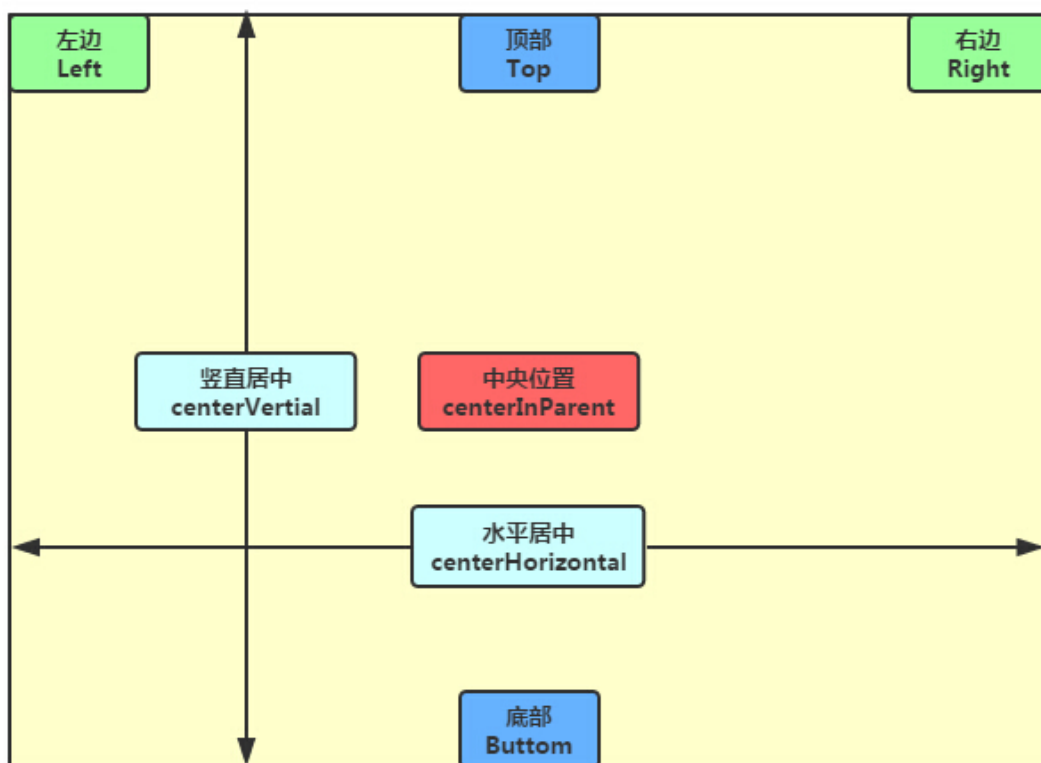 左边
Left
顶部
Top
右边
Right
竖直居中
centerVertial
中央位置
centerInParent
水平居中
centerHorizontal
底部
Buttom